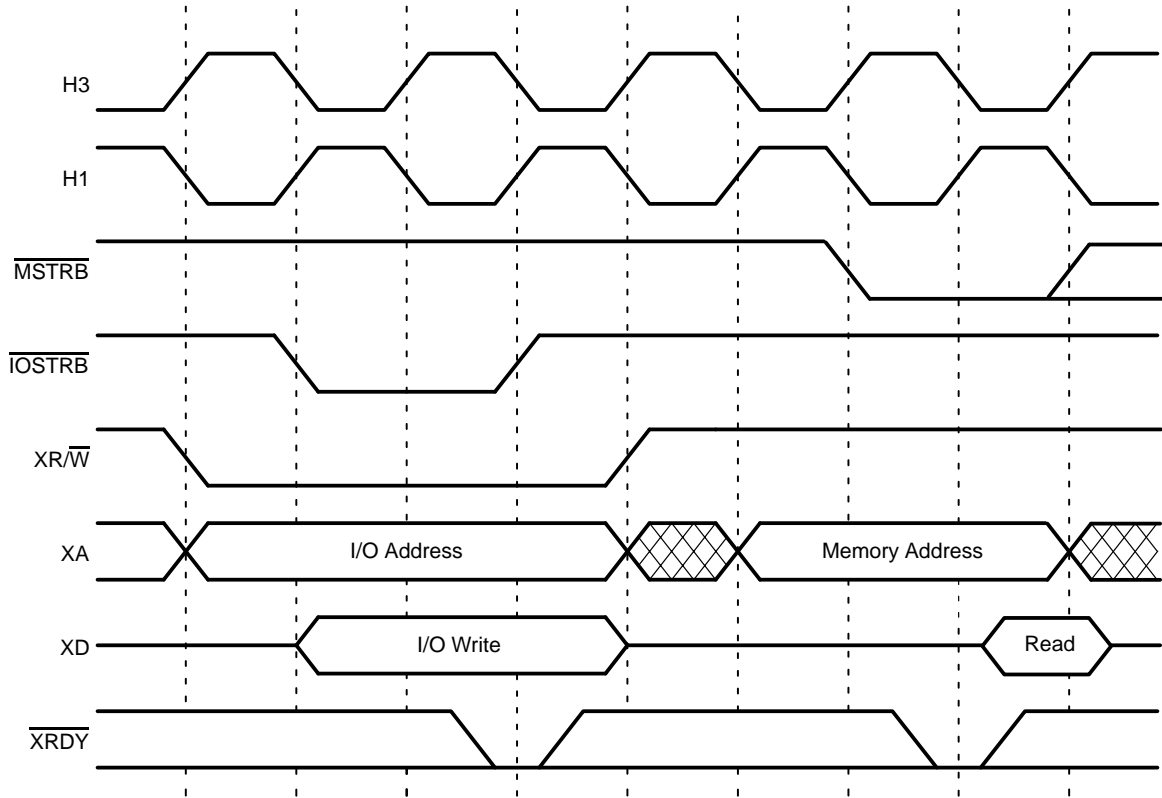 H3
H1
MSTRB
IOSTRB
XR/W
XA
I/O Address
Memory Address
XD
I/O Write
Read
XRDY